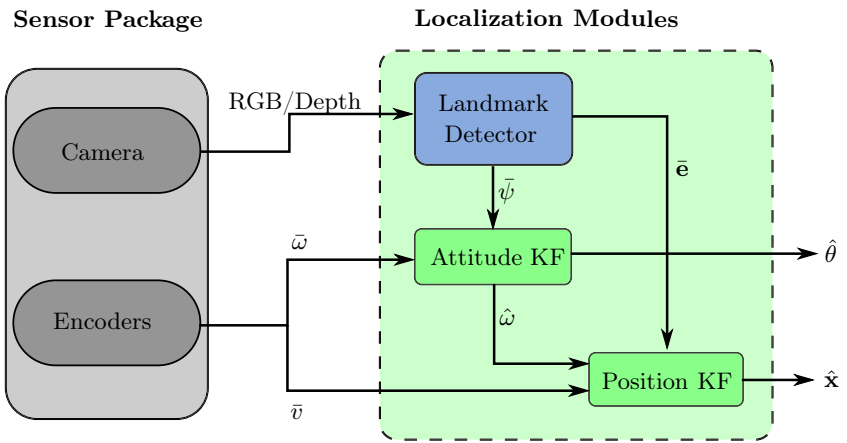 Sensor Package
Localization Modules
RGB/Depth
Landmark
Detector
Camera
ē
ψ̄
ω̄
Attitude KF
θ̂
Encoders
ω̂
Position KF
x̂
v̄